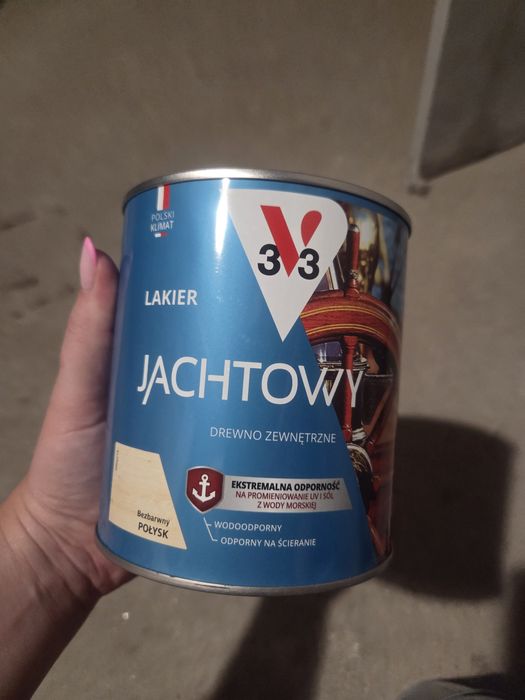 POLSKI
KLIMAT
3V3
LAKIER
JACHTOWY
DREWNO ZEWNĘTRZNE
EKSTREMALNA ODPORNOŚĆ
NA PROMIENIOWANIE UV I SÓL
Z WODY MORSKIEJ
WODOODPORNY
ODPORNY NA ŚCIERANIE
Bezbarwny
POŁYSK